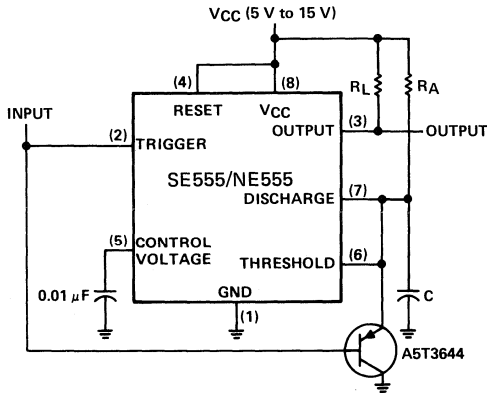 VCC (5 V to 15 V)
(4)
(8)
RL
RA
RESET
VCC
INPUT
(3)
OUTPUT
OUTPUT
(2)
TRIGGER
SE555/NE555
(7)
DISCHARGE
(5)
CONTROL
VOLTAGE
(6)
THRESHOLD
0.01 μF
GND
C
(1)
A5T3644